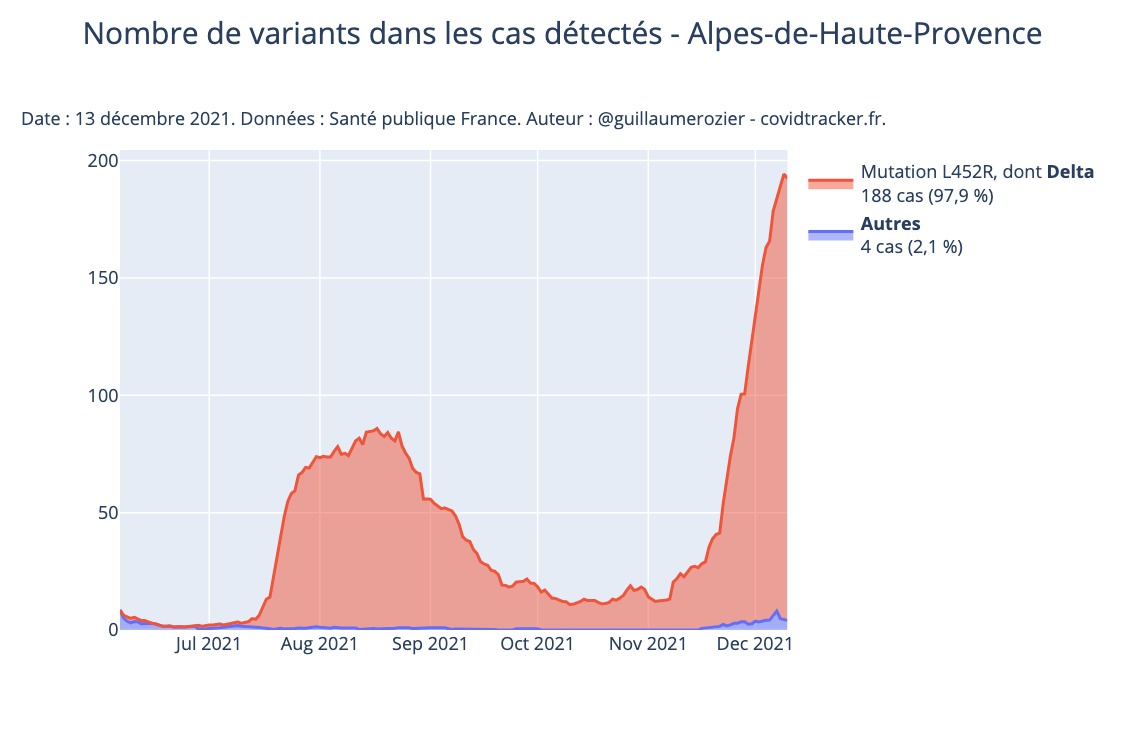 Nombre de variants dans les cas détectés - Alpes-de-Haute-Provence
Date : 13 décembre 2021. Données : Santé publique France. Auteur : @guillaumerozier - covidtracker.fr.
200
150
100
50
0
Jul 2021
Aug 2021
Sep 2021
Oct 2021
Nov 2021
Dec 2021
Mutation L452R, dont Delta
188 cas (97,9 %)
Autres
4 cas (2,1 %)